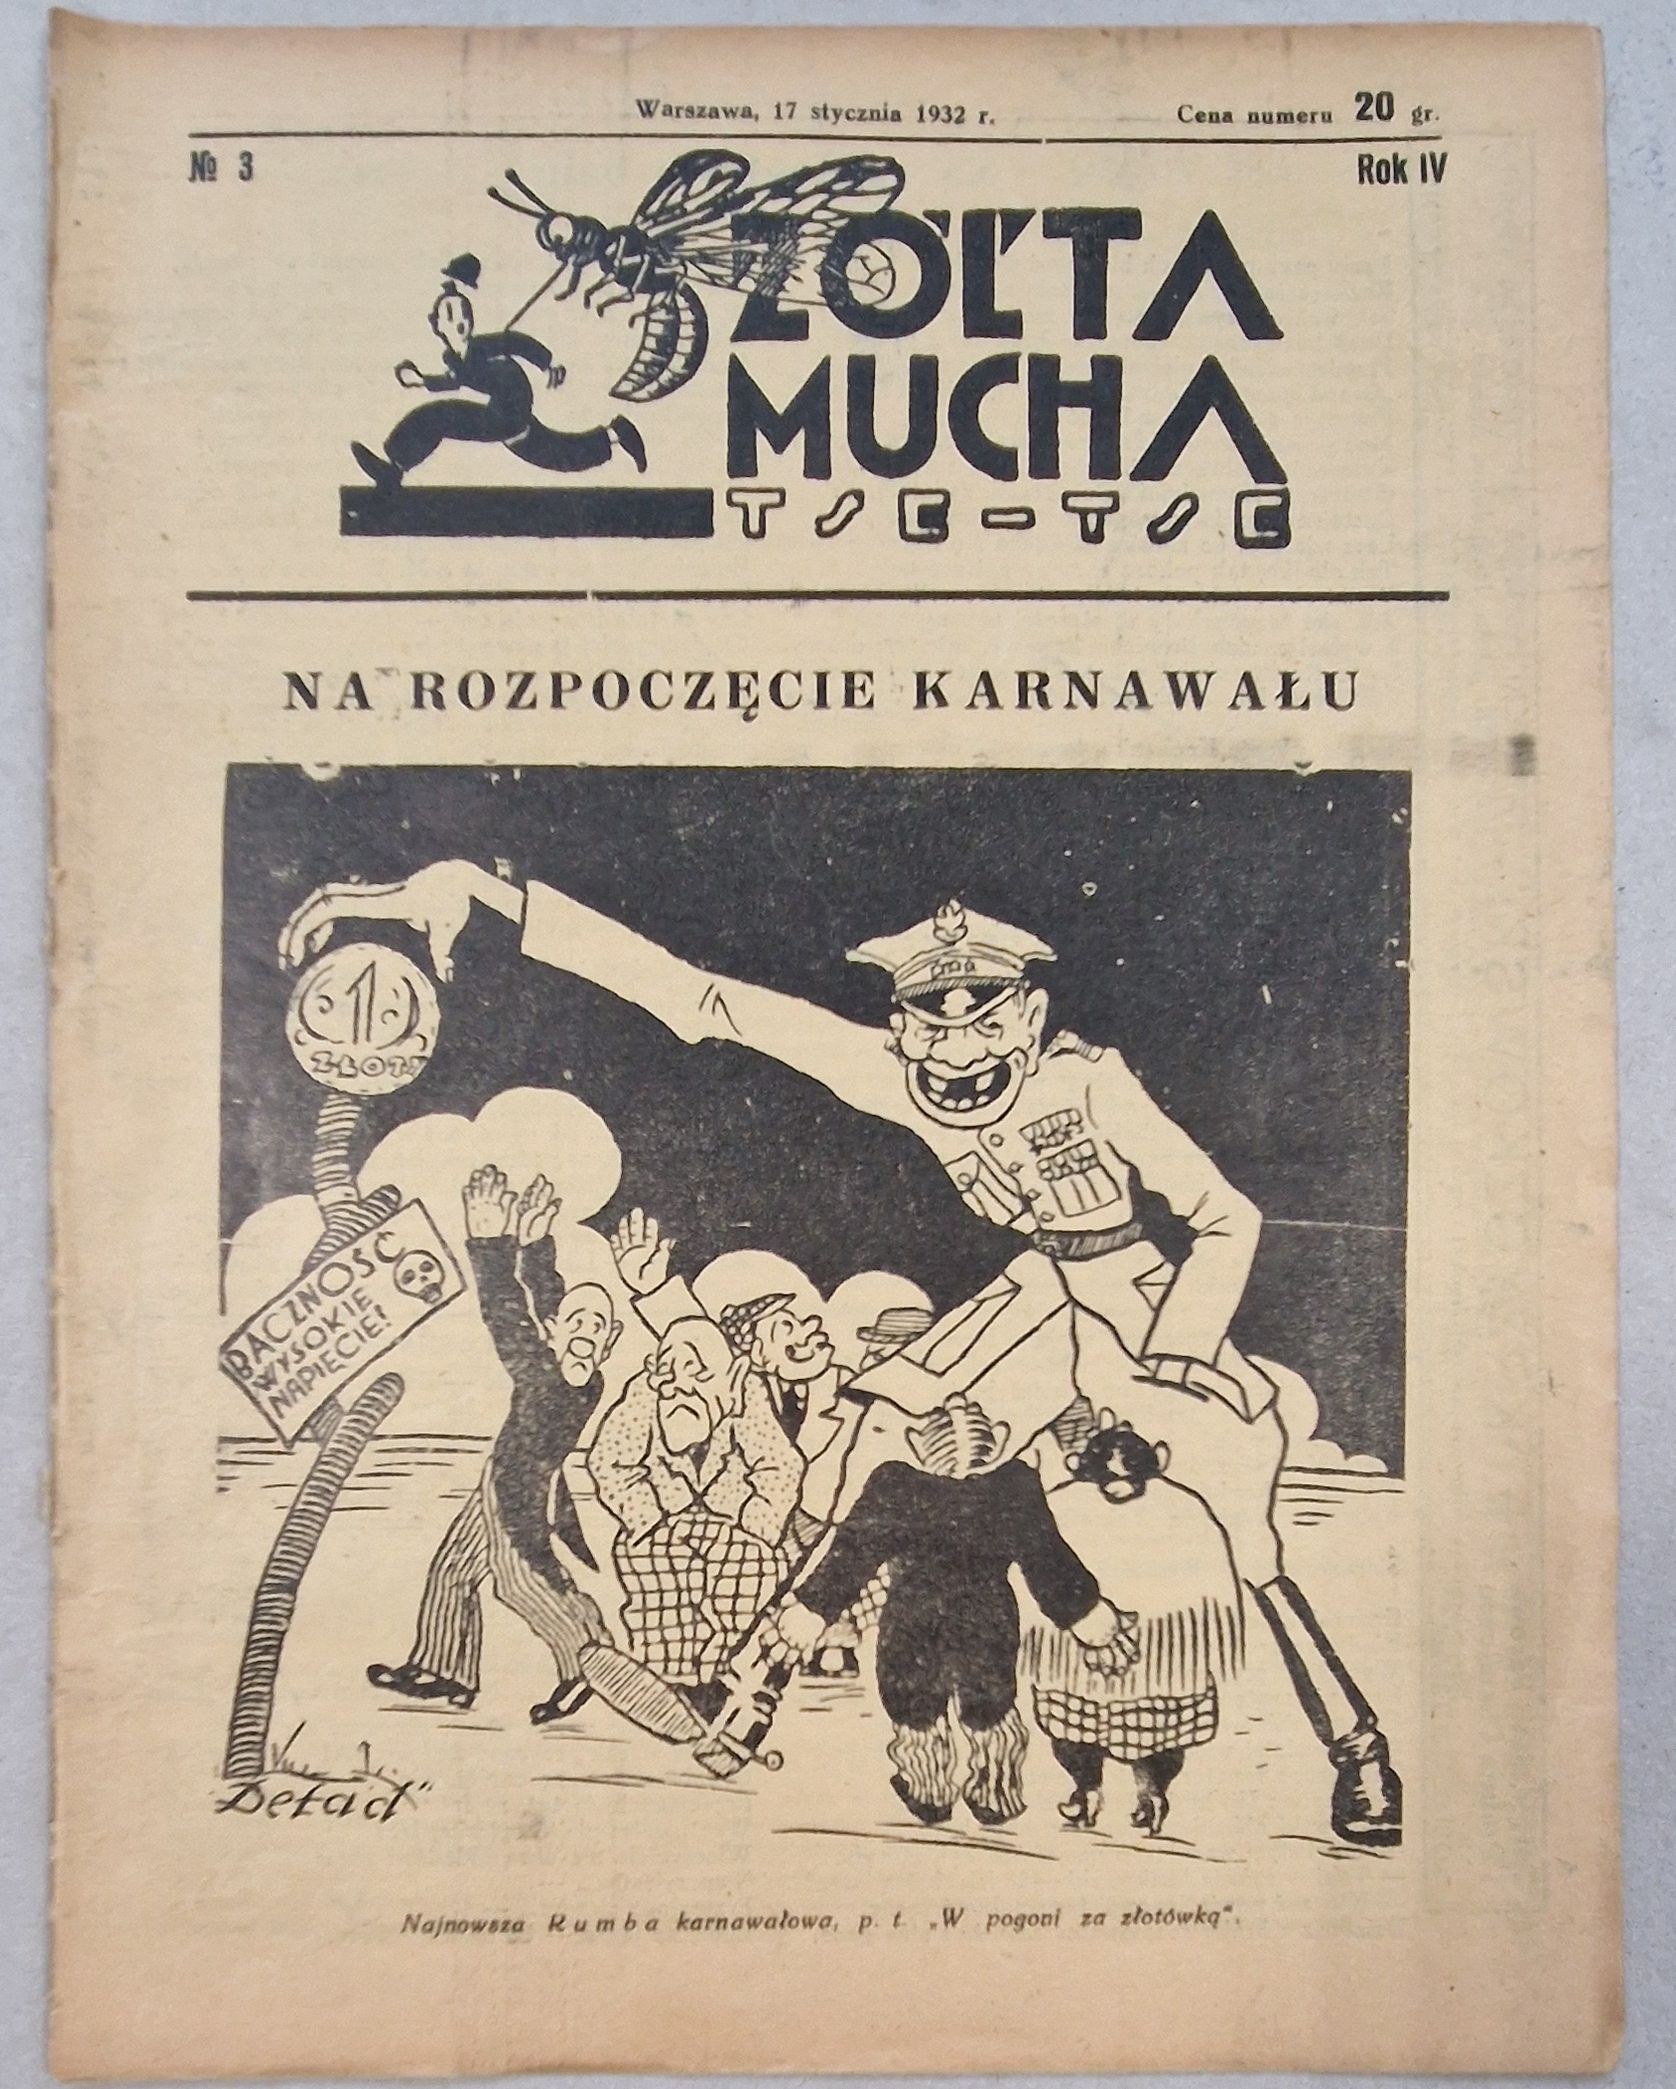 Warszawa, 17 stycznia 1932 r.
Cena numeru 20 gr.
№ 3
Rok IV
ŻÓŁTA
MUCHA
TSE-TSE
NA ROZPOCZĘCIE KARNAWAŁU
1
ZŁOTY
BACZNOŚĆ
WYSOKIE
NAPIĘCIE!
Najnowsza Rumba karnawałowa, p. t. „W pogoni za złotówką".